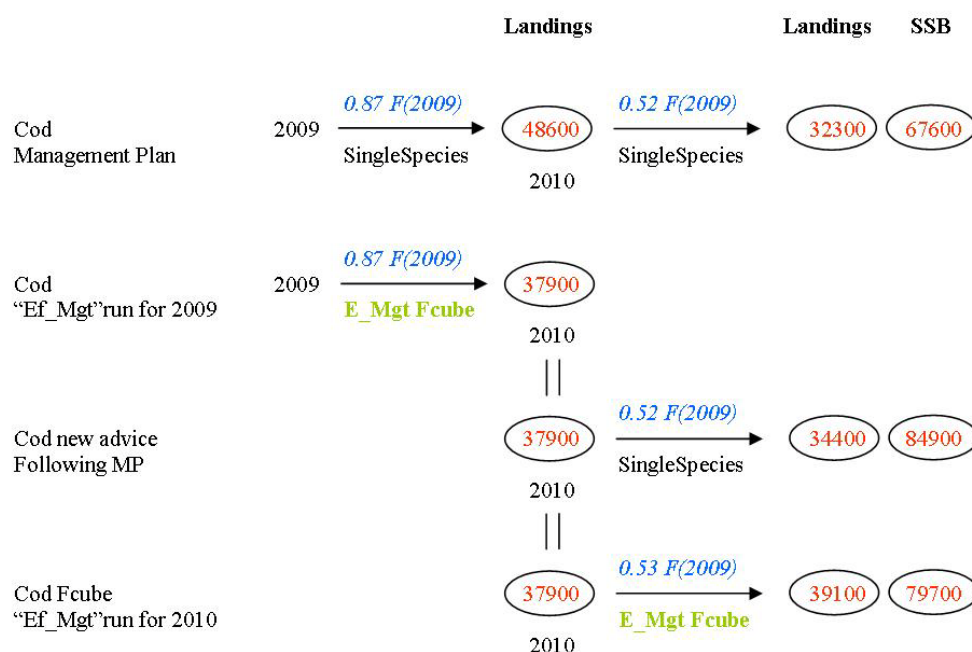 Landings Landings SSB
0.87 F(2009) 0.52 F(2009)
Cod 2009 48600 32300 67600
Management Plan SingleSpecies SingleSpecies
2010
0.87 F(2009)
Cod 2009 37900
“Ef_Mgt”run for 2009 E_Mgt Fcube
2010
0.52 F(2009)
Cod new advice 37900 34400 84900
Following MP SingleSpecies
2010
0.53 F(2009)
Cod Fcube 37900 39100 79700
“Ef_Mgt”run for 2010 E_Mgt Fcube
2010